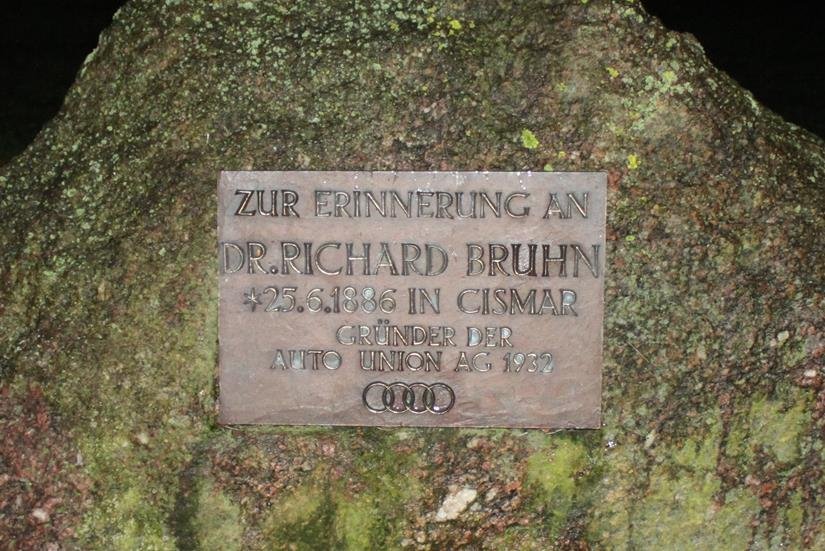 ZUR ERINNERUNG AN
DR. RICHARD BRUHN
*25.6.1886 IN CISMAR
GRÜNDER DER
AUTO UNION AG 1932